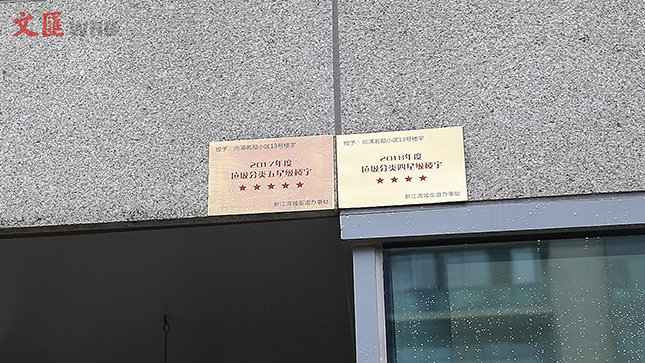 文匯
授予：尚浦名邸小区13号楼宇
2017年度
垃圾分类五星级楼宇
★★★★★
新江湾城街道办事处
授予：尚浦名邸小区13号楼宇
2018年度
垃圾分类四星级楼宇
★★★★
新江湾城街道办事处